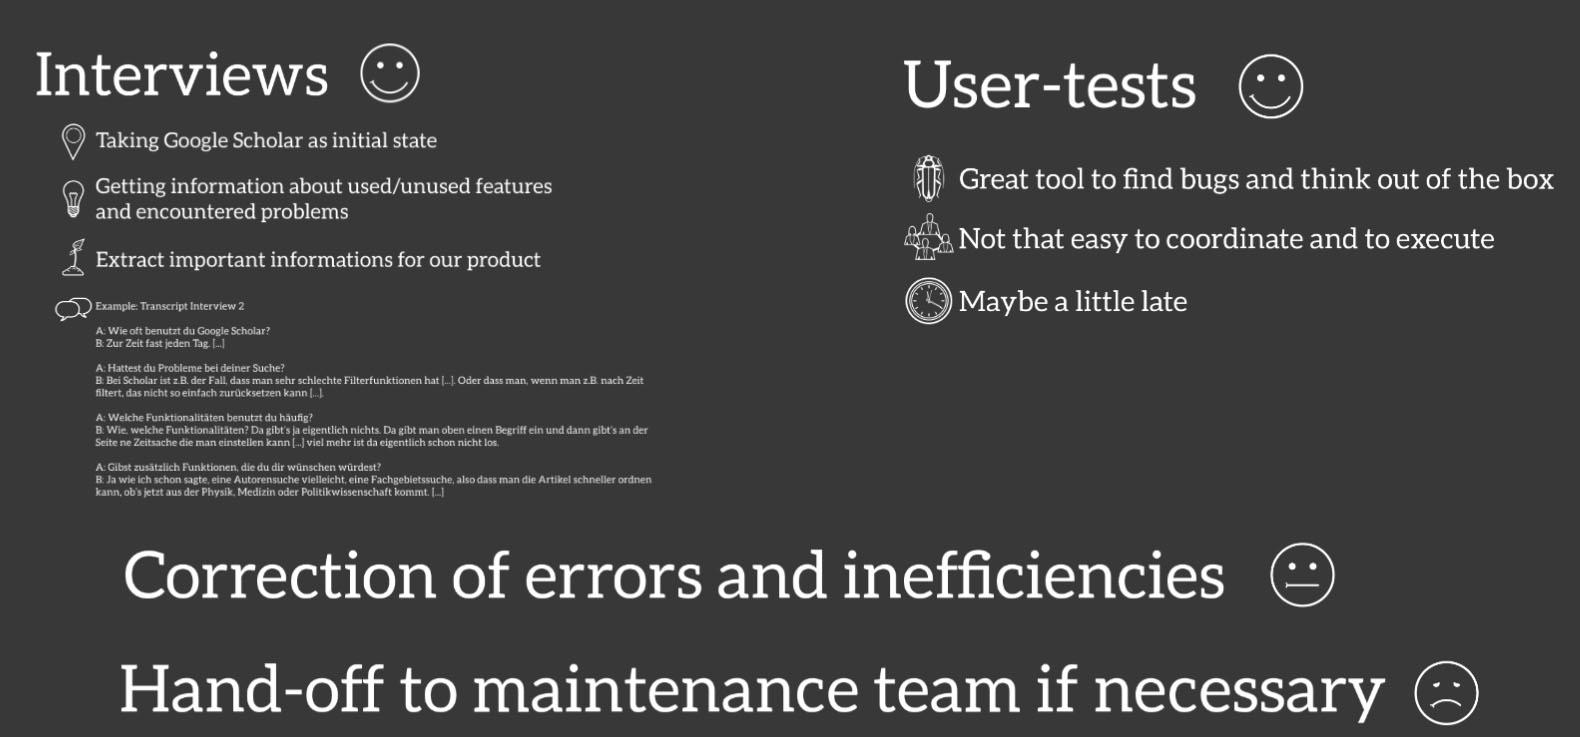 Interviews
Taking Google Scholar as initial state
Getting information about used/unused features
and encountered problems
Extract important informations for our product
Example: Transcript Interview 2
A: Wie oft benutzt du Google Scholar?
B: Zur Zeit fast jeden Tag. [...]
A: Hattest du Probleme bei deiner Suche?
B: Bei Scholar ist z.B. der Fall, dass man sehr schlechte Filterfunktionen hat [...]. Oder dass man, wenn man z.B. nach Zeit
filtert, das nicht so einfach zurücksetzen kann [...].
A: Welche Funktionalitäten benutzt du häufig?
B: Wie, welche Funktionalitäten? Da gibt's ja eigentlich nichts. Da gibt man oben einen Begriff ein und dann gibt's an der
Seite ne Zeitsache die man einstellen kann [...] viel mehr ist da eigentlich schon nicht los.
A: Gibst zusätzlich Funktionen, die du dir wünschen würdest?
B: Ja wie ich schon sagte, eine Autorensuche vielleicht, eine Fachgebietssuche, also dass man die Artikel schneller ordnen
kann, ob's jetzt aus der Physik, Medizin oder Politikwissenschaft kommt. [...]
User-tests
Great tool to find bugs and think out of the box
Not that easy to coordinate and to execute
Maybe a little late
Correction of errors and inefficiencies
Hand-off to maintenance team if necessary